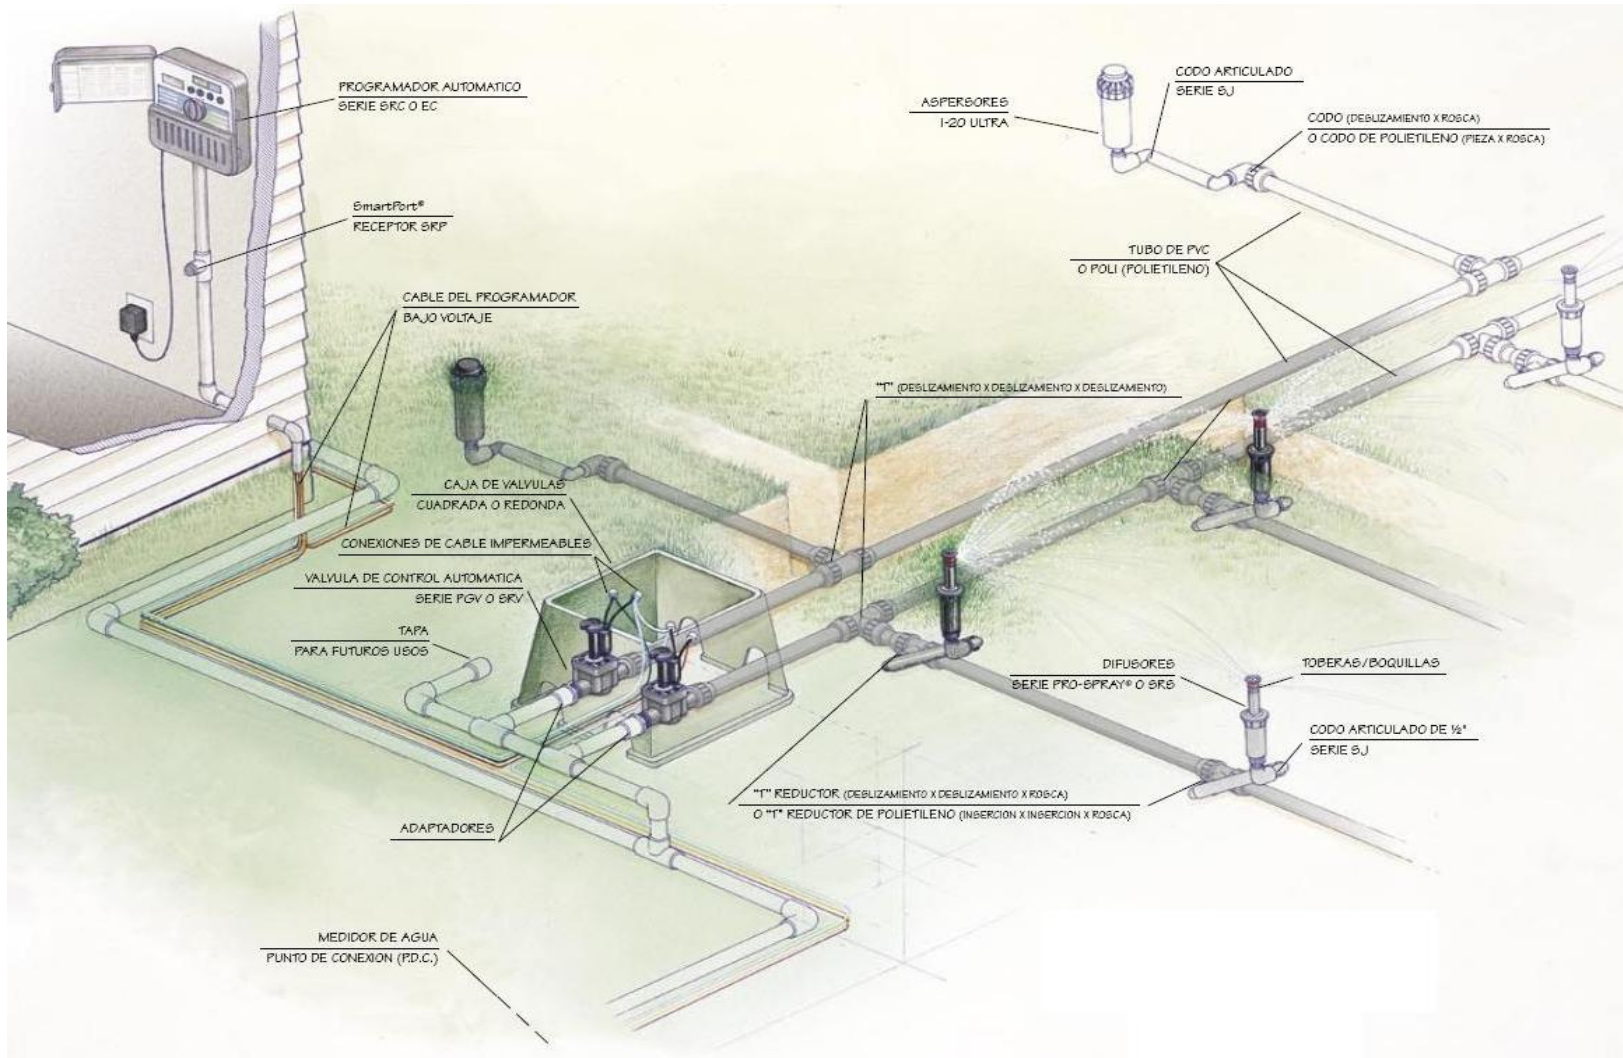 PROGRAMADOR AUTOMATICO
SERIE SRC O EC
SmartPort®
RECEPTOR SRP
CABLE DEL PROGRAMADOR
BAJO VOLTAJE
ASPERSORES
I-20 ULTRA
CODO ARTICULADO
SERIE SJ
CODO (DESLIZAMIENTO X ROSCA)
O CODO DE POLIETILENO (PIEZA X ROSCA)
TUBO DE PVC
O POLI (POLIETILENO)
"T" (DESLIZAMIENTO X DESLIZAMIENTO X DESLIZAMIENTO)
CAJA DE VALVULAS
CUADRADA O REDONDA
CONEXIONES DE CABLE IMPERMEABLES
VALVULA DE CONTROL AUTOMATICA
SERIE PGV O SRV
TAPA
PARA FUTUROS USOS
DIFUSORES
SERIE PRO-SPRAY® O SRS
TOBERAS/BOQUILLAS
CODO ARTICULADO DE ½"
SERIE SJ
"T" REDUCTOR (DESLIZAMIENTO X DESLIZAMIENTO X ROSCA)
O "T" REDUCTOR DE POLIETILENO (INSERCION X INSERCION X ROSCA)
ADAPTADORES
MEDIDOR DE AGUA
PUNTO DE CONEXION (P.D.C.)